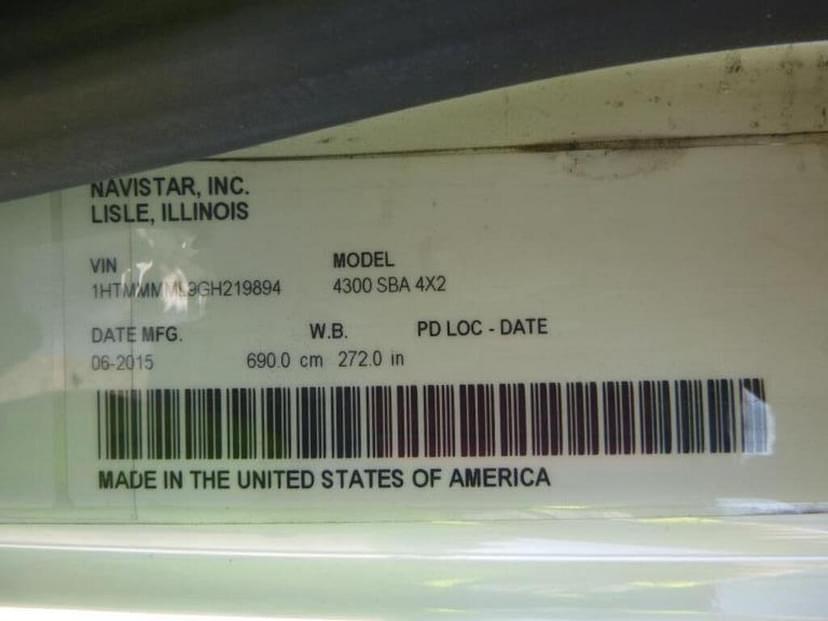 NAVISTAR, INC.
LISLE, ILLINOIS
VIN MODEL
1HTMMMML9GH219894 4300 SBA 4X2
DATE MFG. W.B. PD LOC - DATE
06-2015 690.0 cm 272.0 in
MADE IN THE UNITED STATES OF AMERICA